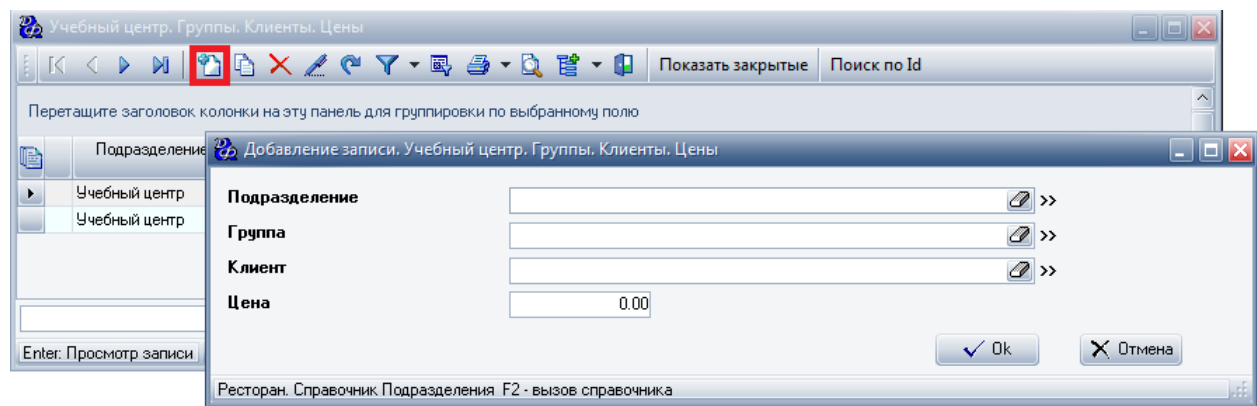 Учебный центр. Группы. Клиенты. Цены
Показать закрытые Поиск по Id
Перетащите заголовок колонки на эту панель для группировки по выбранному полю
Подразделение
Учебный центр
Учебный центр
Enter: Просмотр записи
Добавление записи. Учебный центр. Группы. Клиенты. Цены
Подразделение >>
Группа >>
Клиент >>
Цена 0.00
Ok Отмена
Ресторан. Справочник Подразделения F2 - вызов справочника